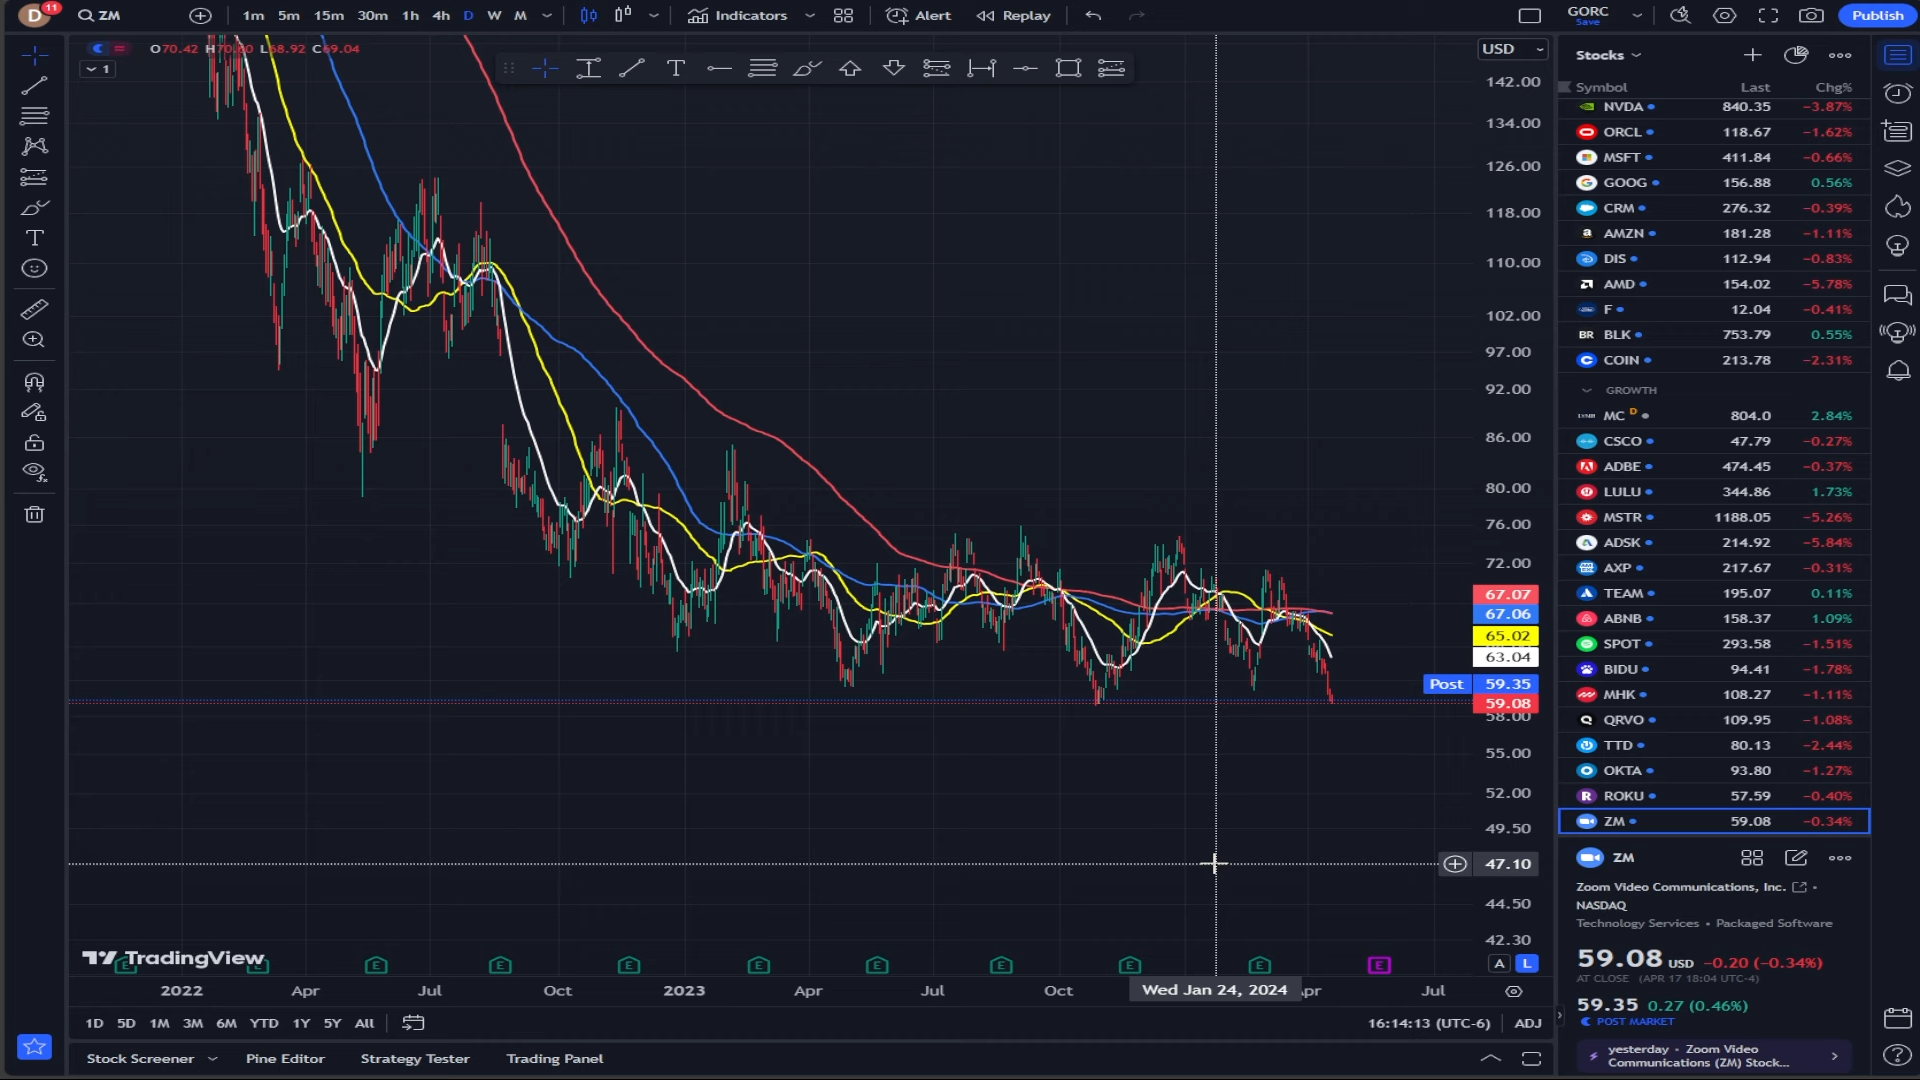 D 11 ZM 1m 5m 15m 30m 1h 4h D W M Indicators Alert Replay GORC Save Publish
O70.42 H70.60 L68.92 C69.04
1
USD
142.00
134.00
126.00
118.00
110.00
102.00
97.00
92.00
86.00
80.00
76.00
72.00
67.07
67.06
65.02
63.04
Post 59.35
59.08
58.00
55.00
52.00
49.50
47.10
44.50
42.30
A L
TradingView
E E E E E E E E E E E
2022 Apr Jul Oct 2023 Apr Jul Oct Wed Jan 24, 2024 Apr Jul
1D 5D 1M 3M 6M YTD 1Y 5Y All 16:14:13 (UTC-6) ADJ
Stock Screener Pine Editor Strategy Tester Trading Panel
Stocks
Symbol Last Chg%
NVDA 840.35 −3.87%
ORCL 118.67 −1.62%
MSFT 411.84 −0.66%
GOOG 156.88 0.56%
CRM 276.32 −0.39%
AMZN 181.28 −1.11%
DIS 112.94 −0.83%
AMD 154.02 −5.78%
F 12.04 −0.41%
BR BLK 753.79 0.55%
COIN 213.78 −2.31%
GROWTH
MC D 804.0 2.84%
CSCO 47.79 −0.27%
ADBE 474.45 −0.37%
LULU 344.86 1.73%
MSTR 1188.05 −5.26%
ADSK 214.92 −5.84%
AXP 217.67 −0.31%
TEAM 195.07 0.11%
ABNB 158.37 1.09%
SPOT 293.58 −1.51%
BIDU 94.41 −1.78%
MHK 108.27 −1.11%
QRVO 109.95 −1.08%
TTD 80.13 −2.44%
OKTA 93.80 −1.27%
ROKU 57.59 −0.40%
ZM 59.08 −0.34%
ZM
Zoom Video Communications, Inc.
NASDAQ
Technology Services • Packaged Software
59.08 USD −0.20 (−0.34%)
AT CLOSE (APR 17 18:04 UTC-4)
59.35 0.27 (0.46%)
POST MARKET
yesterday • Zoom Video
Communications (ZM) Stock...